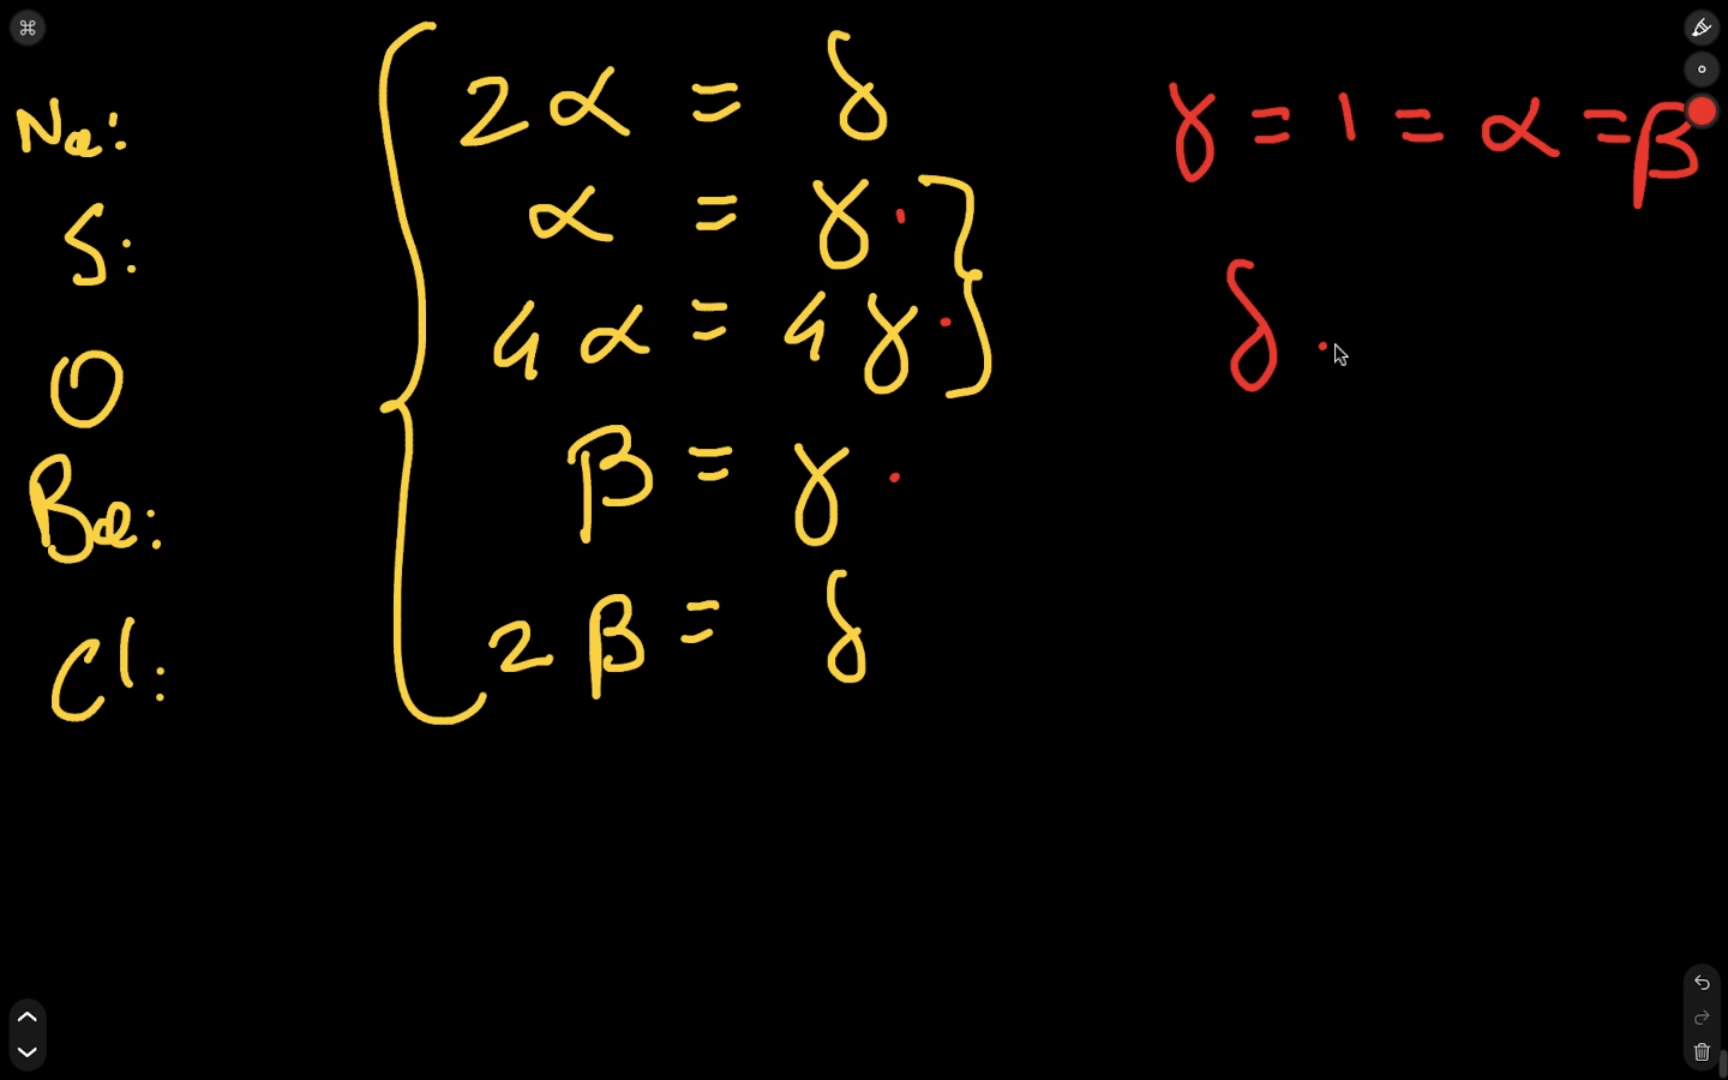 Na: 2α = δ
S: α = γ
O 4α = 4γ
Ba: β = γ
Cl: 2β = δ
γ = 1 = α = β
δ